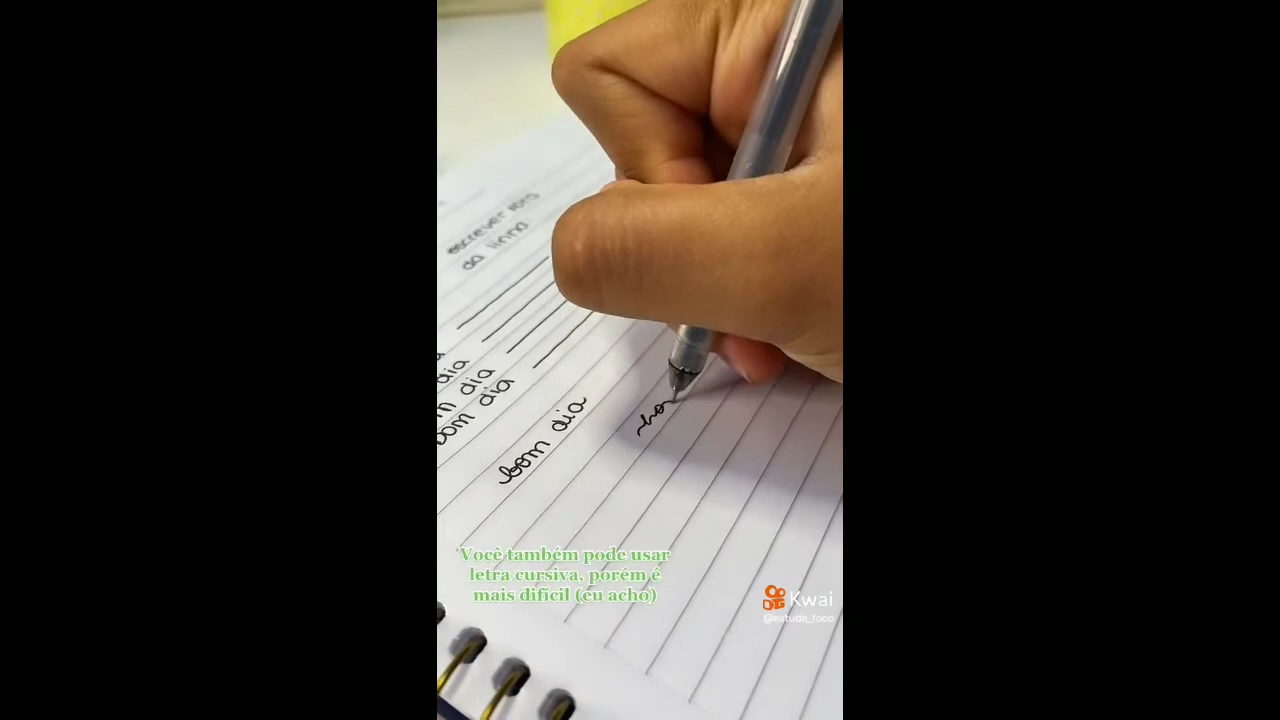 escrever fora
da linha
dia
dia
bom dia
bom dia
Você também pode usar
letra cursiva, porém é
mais difícil (eu acho)
Kwai
@estude_foco